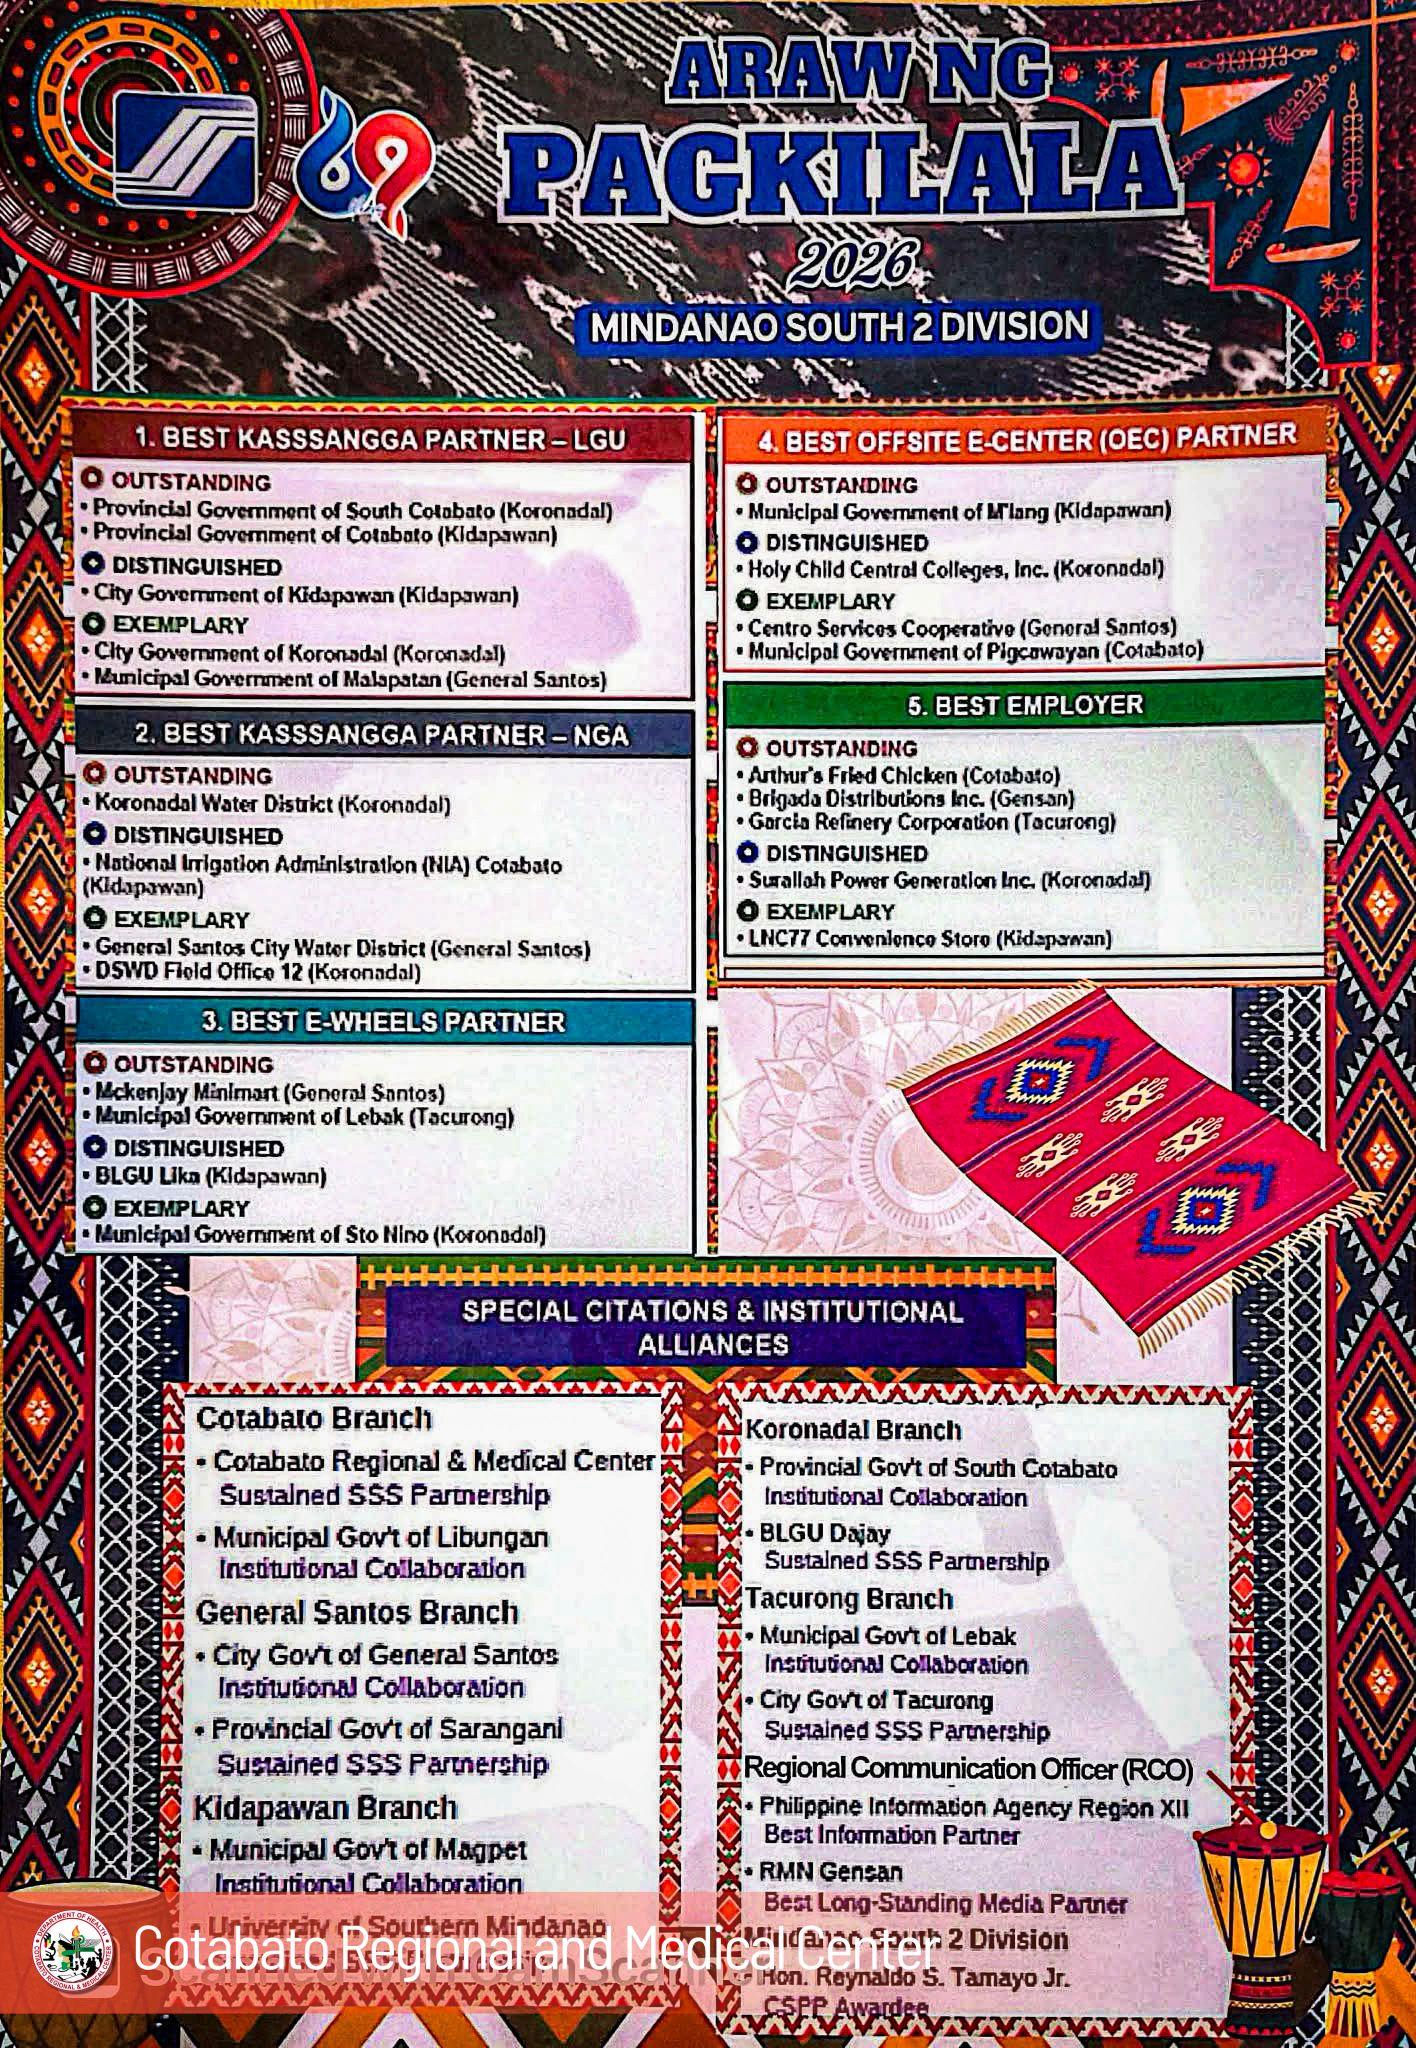 ARAW NG
PAGKILALA
2026
MINDANAO SOUTH 2 DIVISION
1. BEST KASSSANGGA PARTNER – LGU
OUTSTANDING
• Provincial Government of South Cotabato (Koronadal)
• Provincial Government of Cotabato (Kidapawan)
DISTINGUISHED
• City Government of Kidapawan (Kidapawan)
EXEMPLARY
• City Government of Koronadal (Koronadal)
• Municipal Government of Malapatan (General Santos)
2. BEST KASSSANGGA PARTNER – NGA
OUTSTANDING
• Koronadal Water District (Koronadal)
DISTINGUISHED
• National Irrigation Administration (NIA) Cotabato
(Kidapawan)
EXEMPLARY
• General Santos City Water District (General Santos)
• DSWD Field Office 12 (Koronadal)
3. BEST E-WHEELS PARTNER
OUTSTANDING
• Mckenjay Minimart (General Santos)
• Municipal Government of Lebak (Tacurong)
DISTINGUISHED
• BLGU Lika (Kidapawan)
EXEMPLARY
• Municipal Government of Sto Nino (Koronadal)
4. BEST OFFSITE E-CENTER (OEC) PARTNER
OUTSTANDING
• Municipal Government of M'lang (Kidapawan)
DISTINGUISHED
• Holy Child Central Colleges, Inc. (Koronadal)
EXEMPLARY
• Centro Services Cooperative (General Santos)
• Municipal Government of Pigcawayan (Cotabato)
5. BEST EMPLOYER
OUTSTANDING
• Arthur's Fried Chicken (Cotabato)
• Brigada Distributions Inc. (Gensan)
• Garcia Refinery Corporation (Tacurong)
DISTINGUISHED
• Surallah Power Generation Inc. (Koronadal)
EXEMPLARY
• LNC77 Convenience Store (Kidapawan)
SPECIAL CITATIONS & INSTITUTIONAL
ALLIANCES
Cotabato Branch
• Cotabato Regional & Medical Center
Sustained SSS Partnership
• Municipal Gov't of Libungan
Institutional Collaboration
General Santos Branch
• City Gov't of General Santos
Institutional Collaboration
• Provincial Gov't of Sarangani
Sustained SSS Partnership
Kidapawan Branch
• Municipal Gov't of Magpet
Institutional Collaboration
• University of Southern Mindanao
Koronadal Branch
• Provincial Gov't of South Cotabato
Institutional Collaboration
• BLGU Dajay
Sustained SSS Partnership
Tacurong Branch
• Municipal Gov't of Lebak
Institutional Collaboration
• City Gov't of Tacurong
Sustained SSS Partnership
Regional Communication Officer (RCO)
• Philippine Information Agency Region XII
Best Information Partner
• RMN Gensan
Best Long-Standing Media Partner
Mindanao South 2 Division
Hon. Reynaldo S. Tamayo Jr.
CSPP Awardee
Cotabato Regional and Medical Center